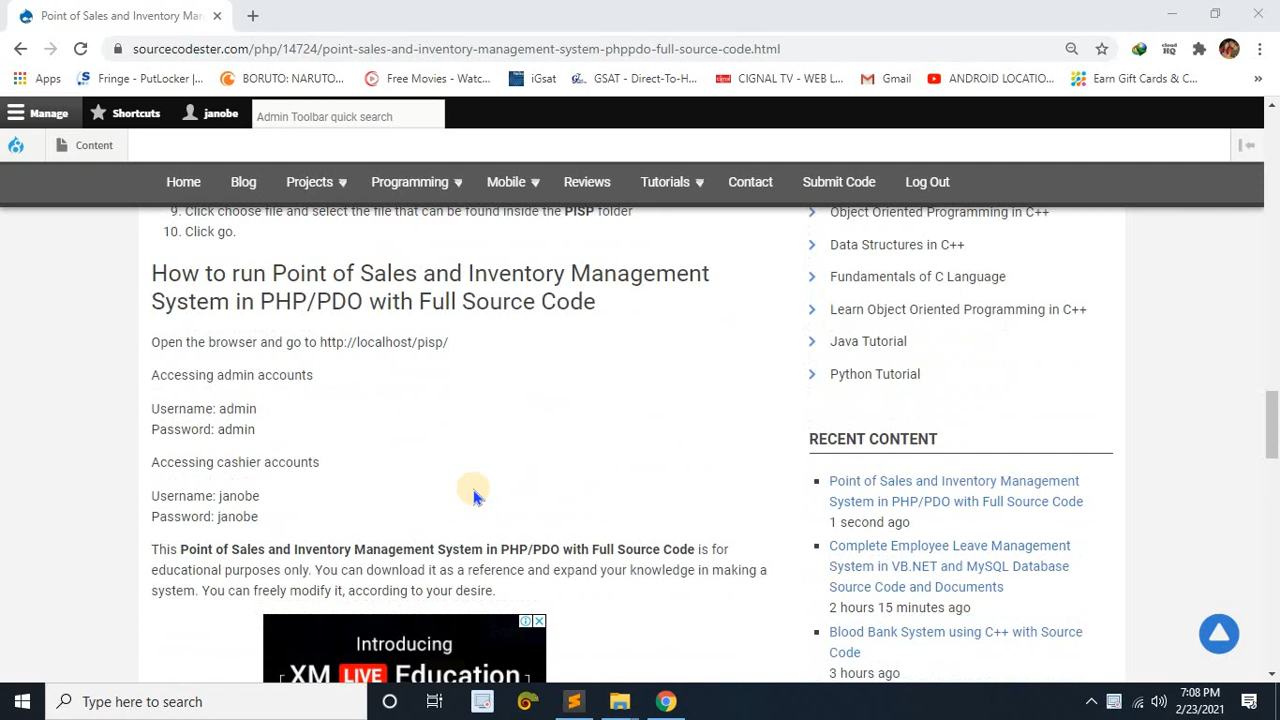 Point of Sales and Inventory Mar
sourcecodester.com/php/14724/point-sales-and-inventory-management-system-phppdo-full-source-code.html
cloud
HQ
Apps
Fringe - PutLocker |...
BORUTO: NARUTO...
Free Movies - Watc...
iGsat
GSAT - Direct-To-H...
CIGNAL TV - WEB L...
Gmail
ANDROID LOCATIO...
Earn Gift Cards & C...
»
Manage
Shortcuts
janobe
Admin Toolbar quick search
Content
Home
Blog
Projects
Programming
Mobile
Reviews
Tutorials
Contact
Submit Code
Log Out
9. Click choose file and select the file that can be found inside the PISP folder
10. Click go.
How to run Point of Sales and Inventory Management
System in PHP/PDO with Full Source Code
Open the browser and go to http://localhost/pisp/
Accessing admin accounts
Username: admin
Password: admin
Accessing cashier accounts
Username: janobe
Password: janobe
This Point of Sales and Inventory Management System in PHP/PDO with Full Source Code is for
educational purposes only. You can download it as a reference and expand your knowledge in making a
system. You can freely modify it, according to your desire.
Introducing
XM LIVE Education
Object Oriented Programming in C++
Data Structures in C++
Fundamentals of C Language
Learn Object Oriented Programming in C++
Java Tutorial
Python Tutorial
RECENT CONTENT
Point of Sales and Inventory Management
System in PHP/PDO with Full Source Code
1 second ago
Complete Employee Leave Management
System in VB.NET and MySQL Database
Source Code and Documents
2 hours 15 minutes ago
Blood Bank System using C++ with Source
Code
3 hours ago
Type here to search
7:08 PM
2/23/2021